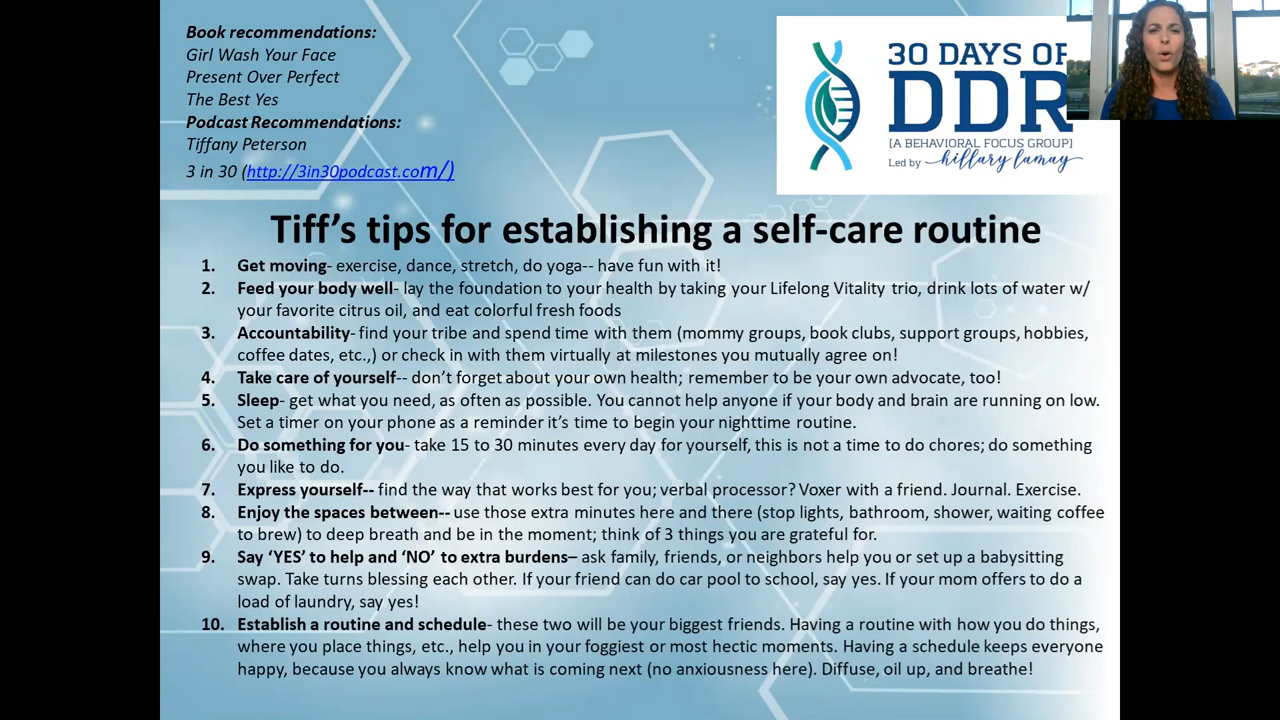 Book recommendations:
Girl Wash Your Face
Present Over Perfect
The Best Yes
Podcast Recommendations:
Tiffany Peterson
3 in 30 (http://3in30podcast.com/)
30 DAYS OF
DDR
[A BEHAVIORAL FOCUS GROUP]
Led by hillary lamay
Tiff's tips for establishing a self-care routine
1. Get moving- exercise, dance, stretch, do yoga-- have fun with it!
2. Feed your body well- lay the foundation to your health by taking your Lifelong Vitality trio, drink lots of water w/
your favorite citrus oil, and eat colorful fresh foods
3. Accountability- find your tribe and spend time with them (mommy groups, book clubs, support groups, hobbies,
coffee dates, etc.,) or check in with them virtually at milestones you mutually agree on!
4. Take care of yourself-- don't forget about your own health; remember to be your own advocate, too!
5. Sleep- get what you need, as often as possible. You cannot help anyone if your body and brain are running on low.
Set a timer on your phone as a reminder it's time to begin your nighttime routine.
6. Do something for you- take 15 to 30 minutes every day for yourself, this is not a time to do chores; do something
you like to do.
7. Express yourself-- find the way that works best for you; verbal processor? Voxer with a friend. Journal. Exercise.
8. Enjoy the spaces between-- use those extra minutes here and there (stop lights, bathroom, shower, waiting coffee
to brew) to deep breath and be in the moment; think of 3 things you are grateful for.
9. Say 'YES' to help and 'NO' to extra burdens– ask family, friends, or neighbors help you or set up a babysitting
swap. Take turns blessing each other. If your friend can do car pool to school, say yes. If your mom offers to do a
load of laundry, say yes!
10. Establish a routine and schedule- these two will be your biggest friends. Having a routine with how you do things,
where you place things, etc., help you in your foggiest or most hectic moments. Having a schedule keeps everyone
happy, because you always know what is coming next (no anxiousness here). Diffuse, oil up, and breathe!